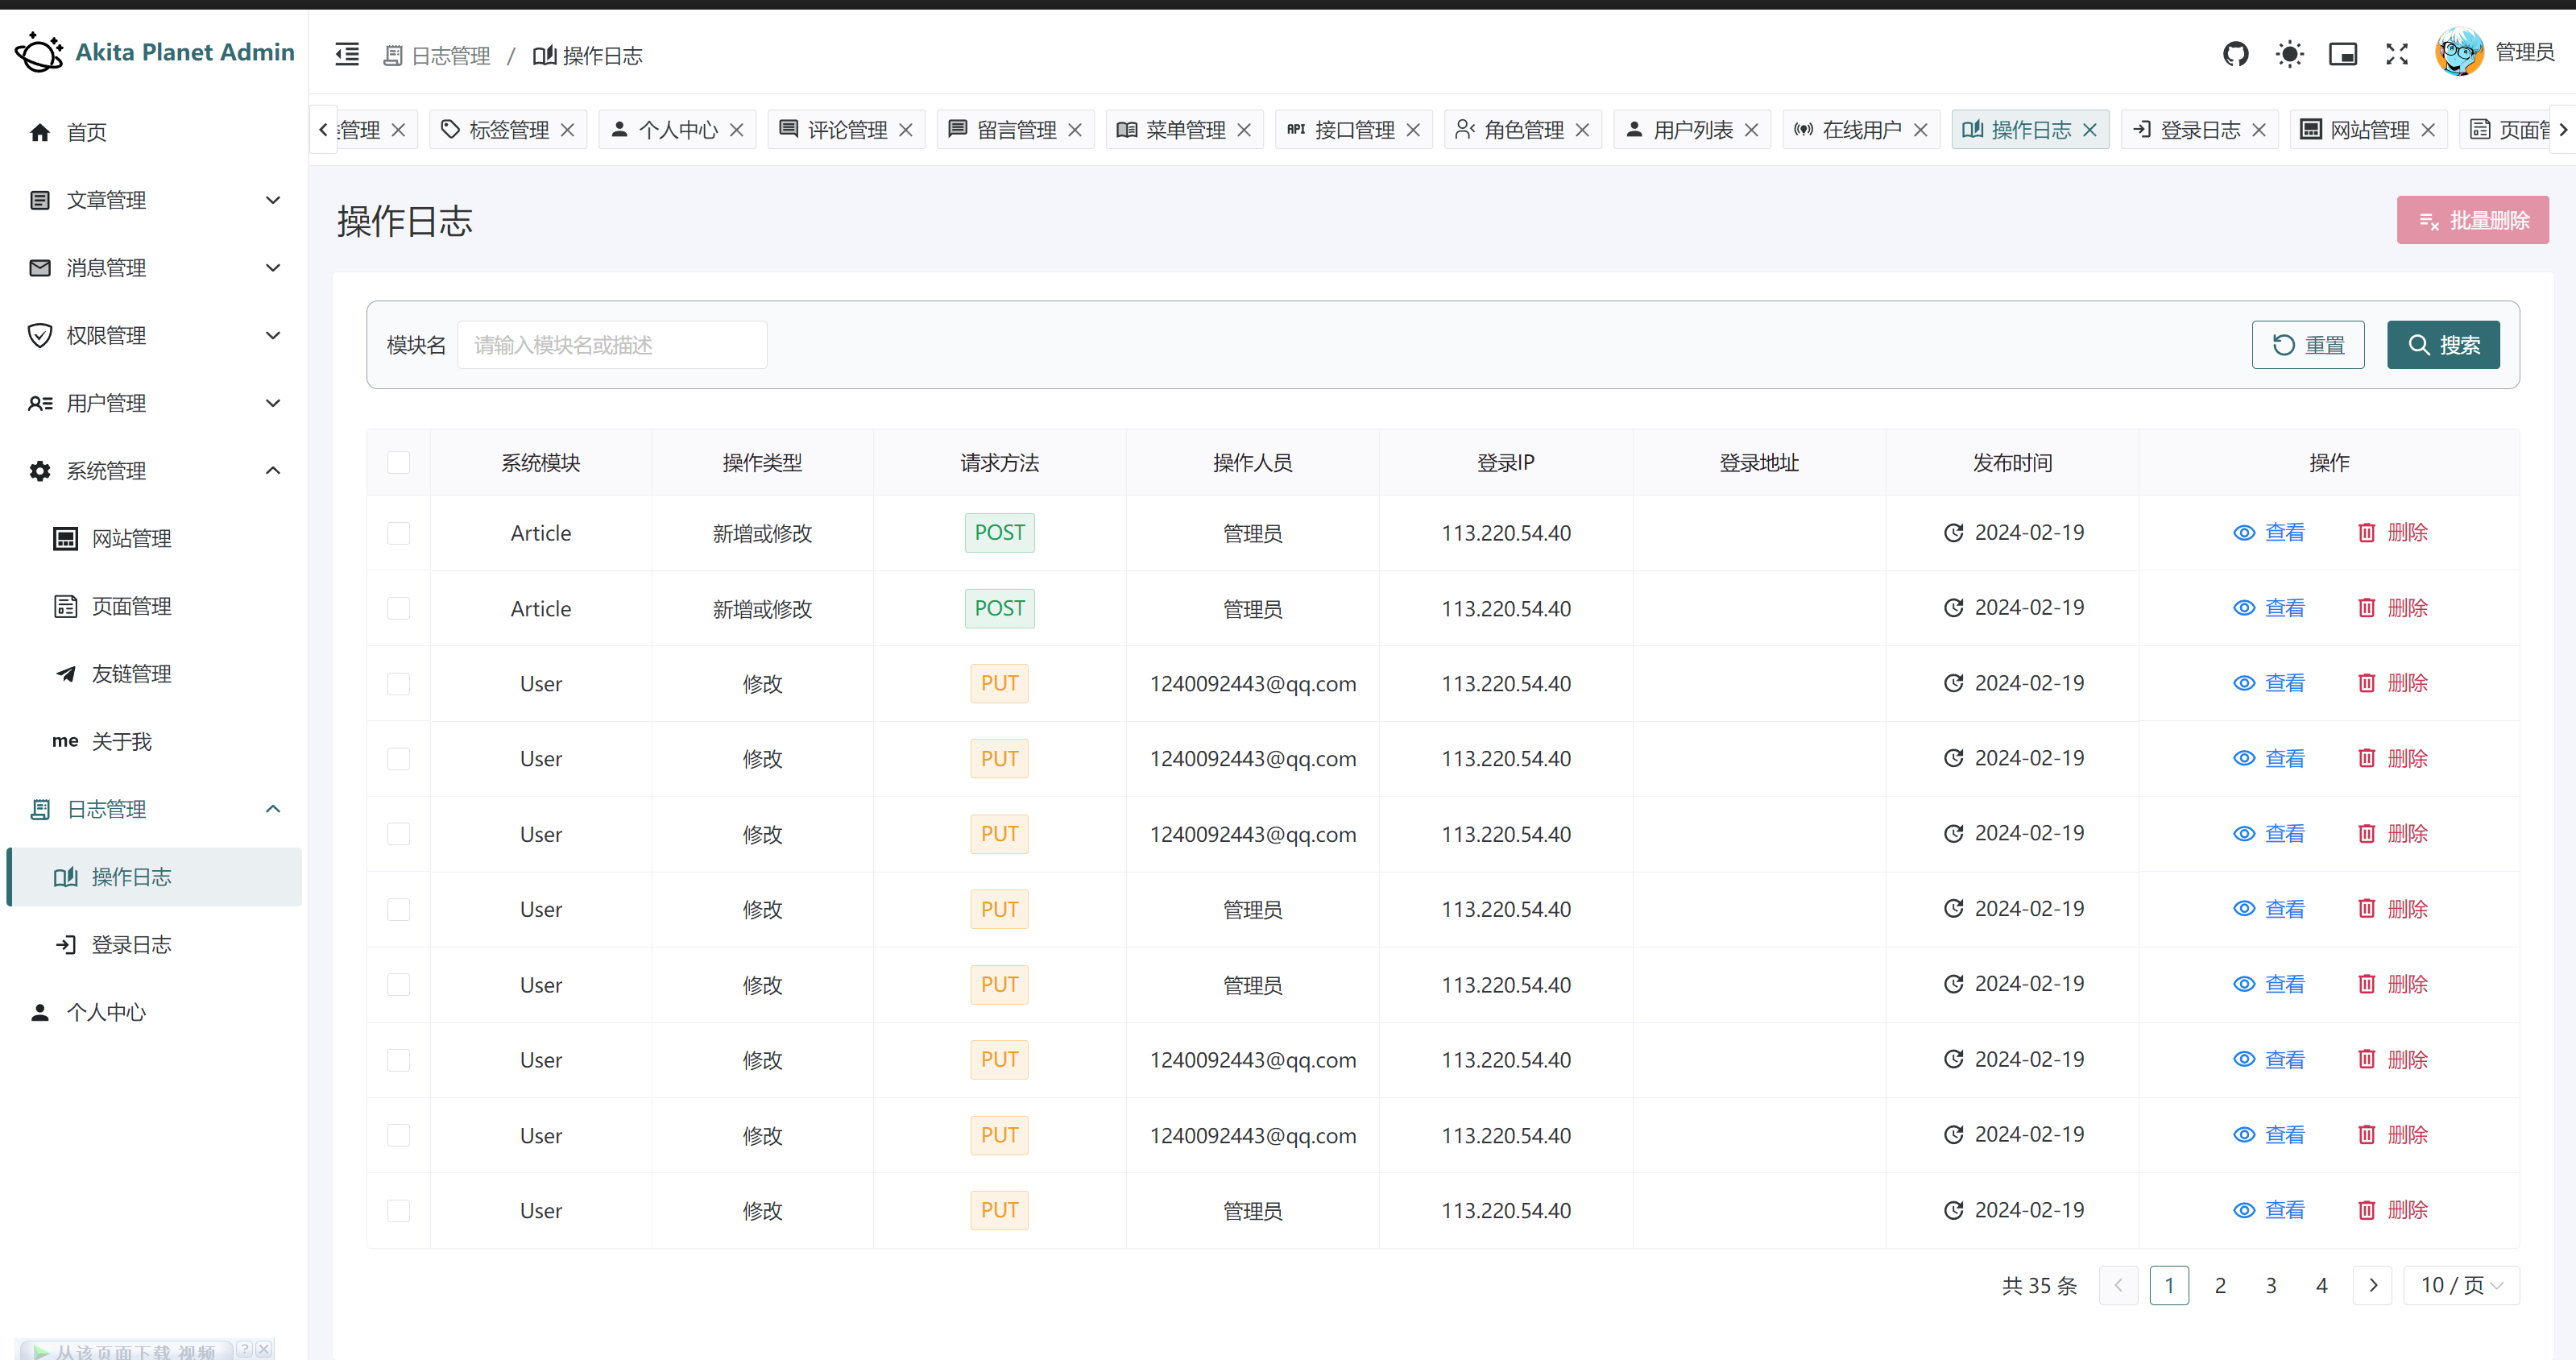 Akita Planet Admin
日志管理 / 操作日志
管理员
管理
标签管理
个人中心
评论管理
留言管理
菜单管理
API 接口管理
角色管理
用户列表
在线用户
操作日志
登录日志
网站管理
页面
首页
文章管理
消息管理
权限管理
用户管理
系统管理
网站管理
页面管理
友链管理
me 关于我
日志管理
操作日志
登录日志
个人中心
操作日志
批量删除
模块名 请输入模块名或描述 重置 搜索
系统模块 操作类型 请求方法 操作人员 登录IP 登录地址 发布时间 操作
Article 新增或修改 POST 管理员 113.220.54.40 2024-02-19 查看 删除
Article 新增或修改 POST 管理员 113.220.54.40 2024-02-19 查看 删除
User 修改 PUT 1240092443@qq.com 113.220.54.40 2024-02-19 查看 删除
User 修改 PUT 1240092443@qq.com 113.220.54.40 2024-02-19 查看 删除
User 修改 PUT 1240092443@qq.com 113.220.54.40 2024-02-19 查看 删除
User 修改 PUT 管理员 113.220.54.40 2024-02-19 查看 删除
User 修改 PUT 管理员 113.220.54.40 2024-02-19 查看 删除
User 修改 PUT 1240092443@qq.com 113.220.54.40 2024-02-19 查看 删除
User 修改 PUT 1240092443@qq.com 113.220.54.40 2024-02-19 查看 删除
User 修改 PUT 管理员 113.220.54.40 2024-02-19 查看 删除
共 35 条 1 2 3 4 10 / 页
从该页面下载 视频 ?